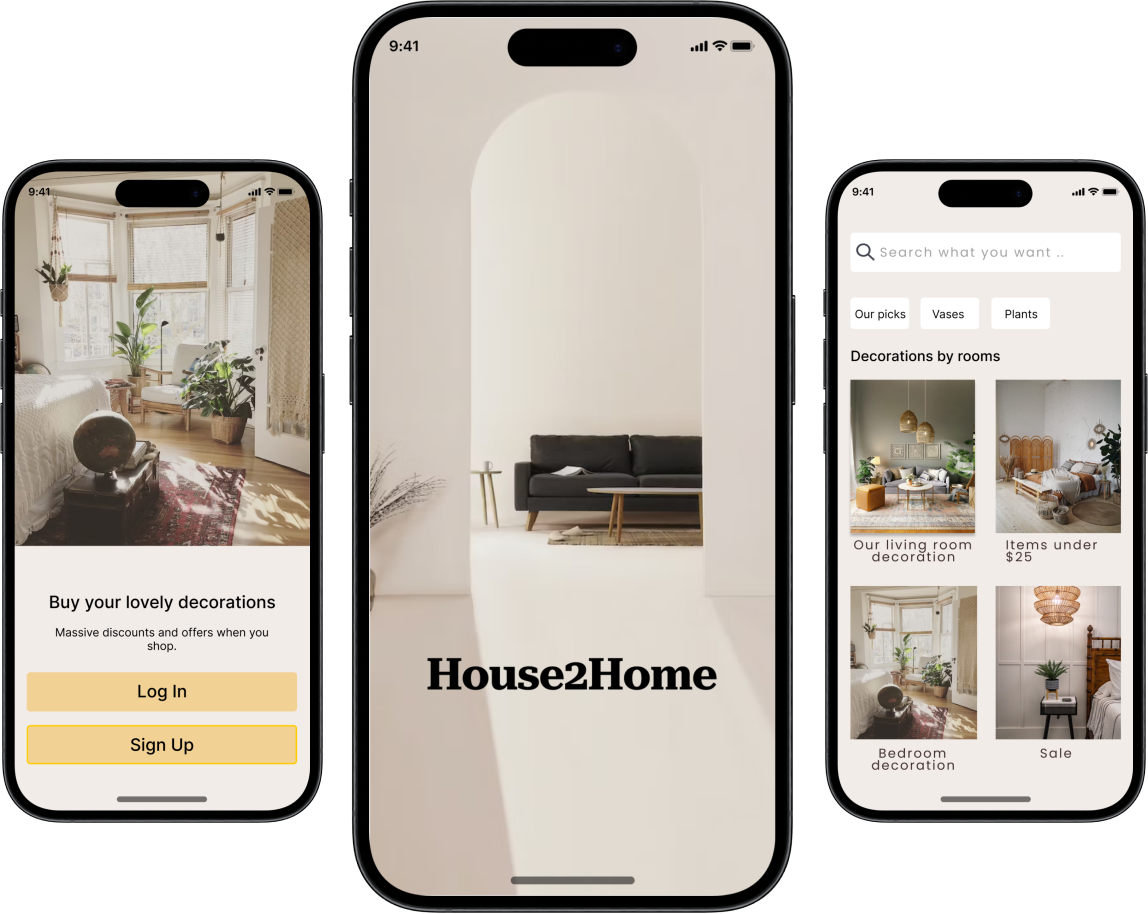 9:41
Buy your lovely decorations
Massive discounts and offers when you
shop.
Log In
Sign Up
9:41
House2Home
9:41
Search what you want ..
Our picks
Vases
Plants
Decorations by rooms
Our living room
decoration
Items under
$25
Bedroom
decoration
Sale